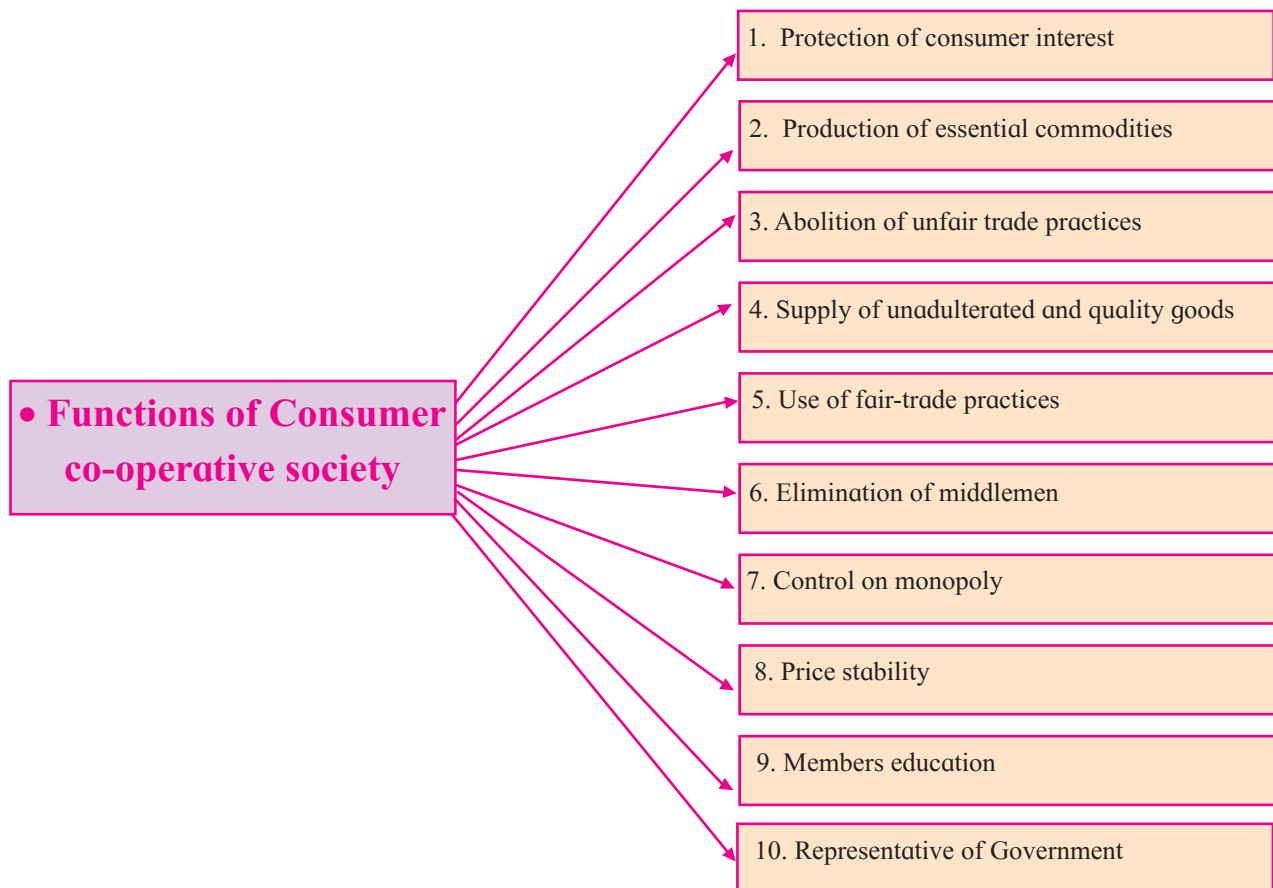 • Functions of Consumer
co-operative society
1. Protection of consumer interest
2. Production of essential commodities
3. Abolition of unfair trade practices
4. Supply of unadulterated and quality goods
5. Use of fair-trade practices
6. Elimination of middlemen
7. Control on monopoly
8. Price stability
9. Members education
10. Representative of Government